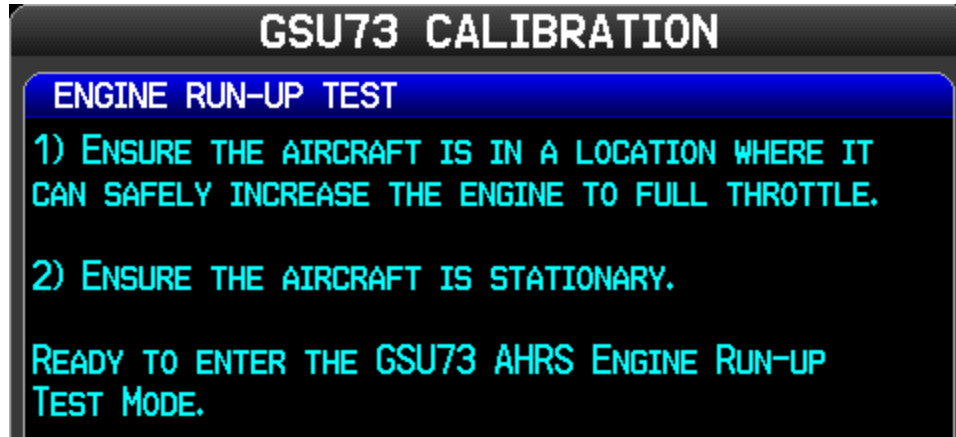 GSU73 CALIBRATION
ENGINE RUN-UP TEST
1) ENSURE THE AIRCRAFT IS IN A LOCATION WHERE IT
CAN SAFELY INCREASE THE ENGINE TO FULL THROTTLE.
2) ENSURE THE AIRCRAFT IS STATIONARY.
READY TO ENTER THE GSU73 AHRS ENGINE RUN-UP
TEST MODE.